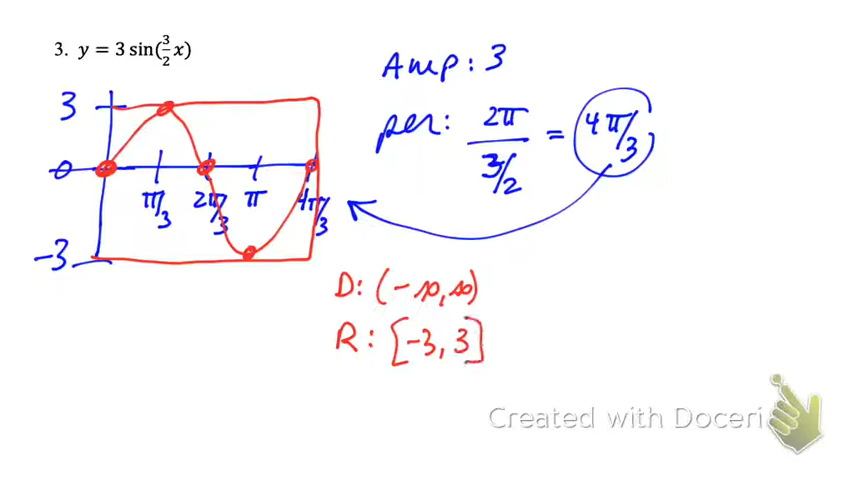 3. y = 3 sin(3/2 x)
Amp: 3
per: 2π / 3/2 = 4π/3
3
0
π/3 2π/3 π 4π/3
-3
D: (-∞, ∞)
R: [-3, 3]
Created with Doceri